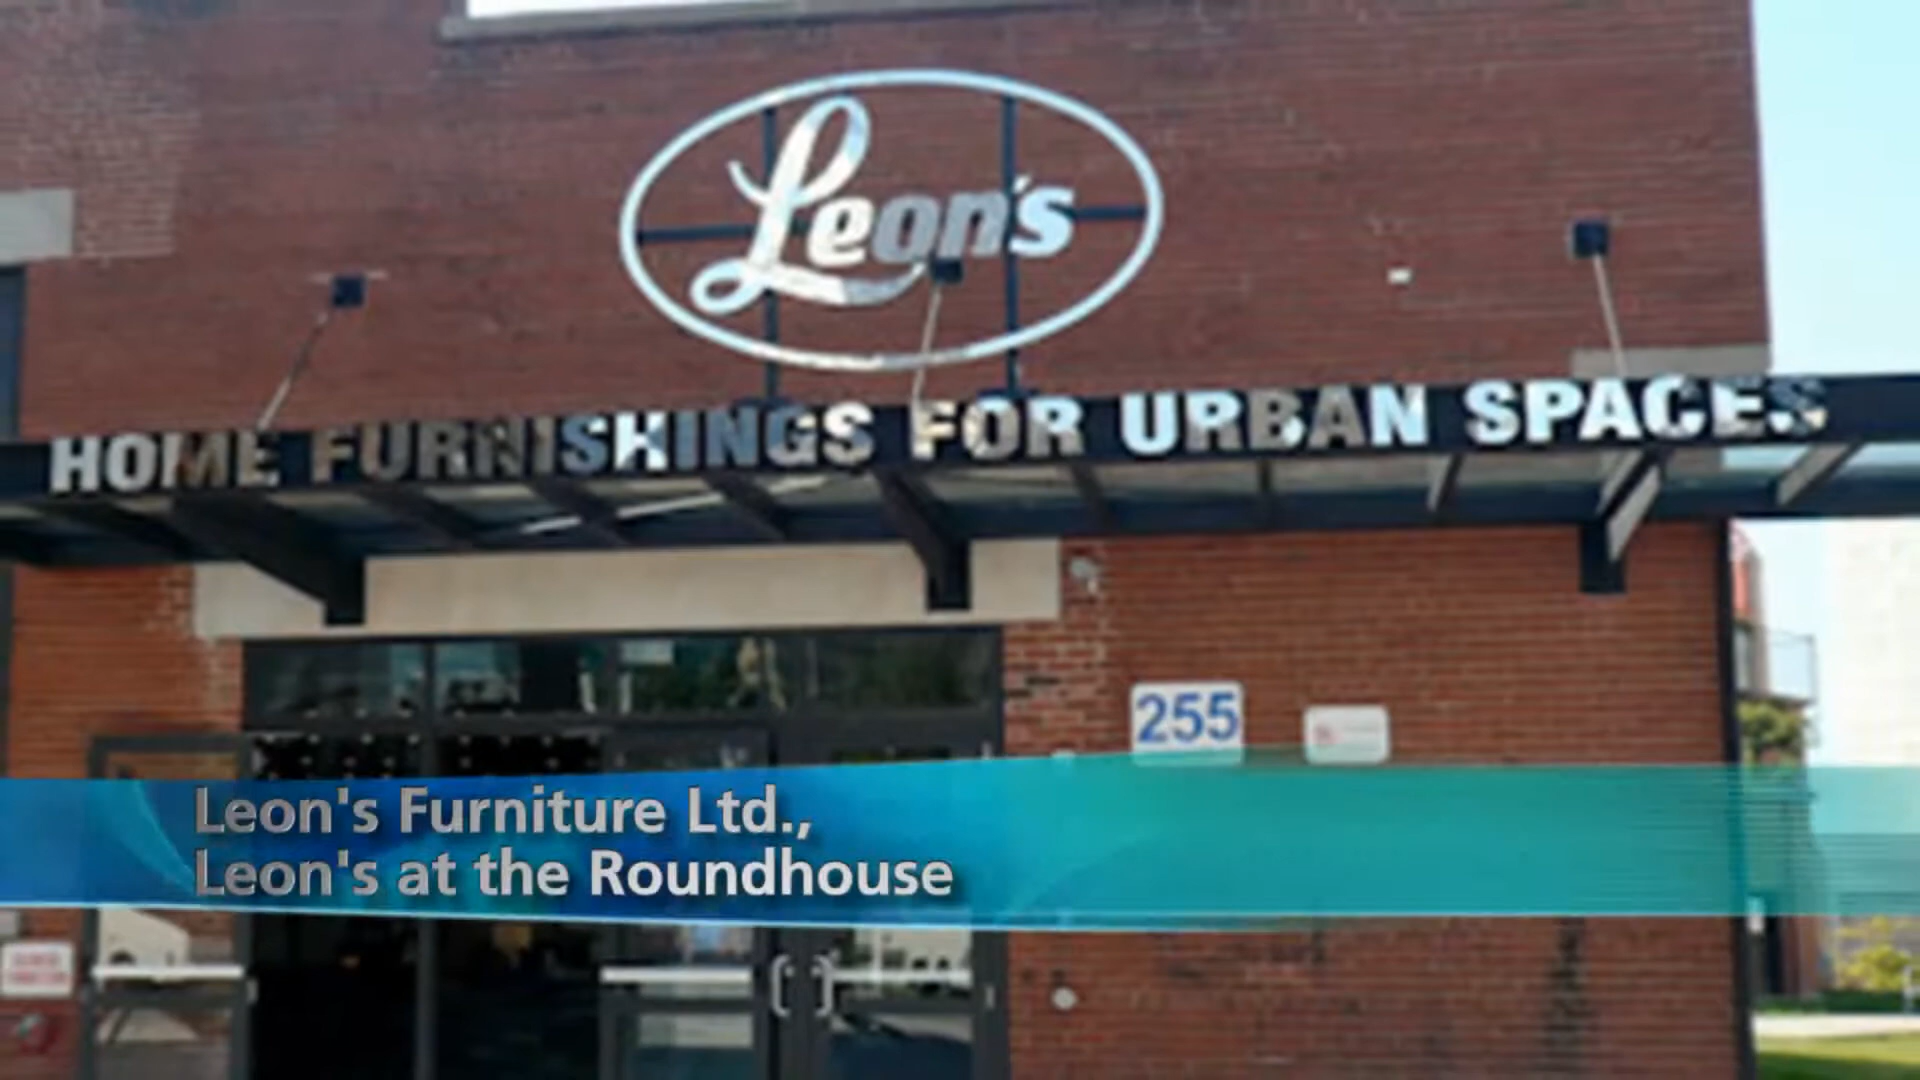 Leon's
HOME FURNISHINGS FOR URBAN SPACES
255
Leon's Furniture Ltd.,
Leon's at the Roundhouse